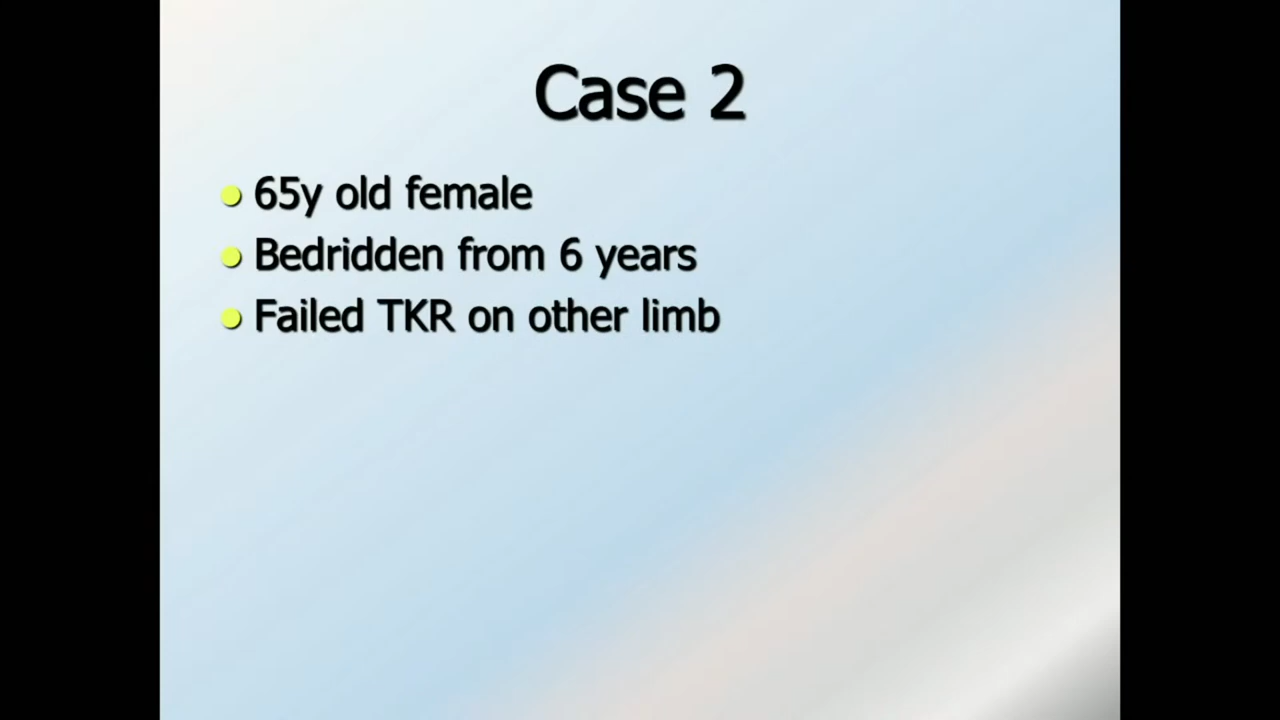 Case 2
65y old female
Bedridden from 6 years
Failed TKR on other limb